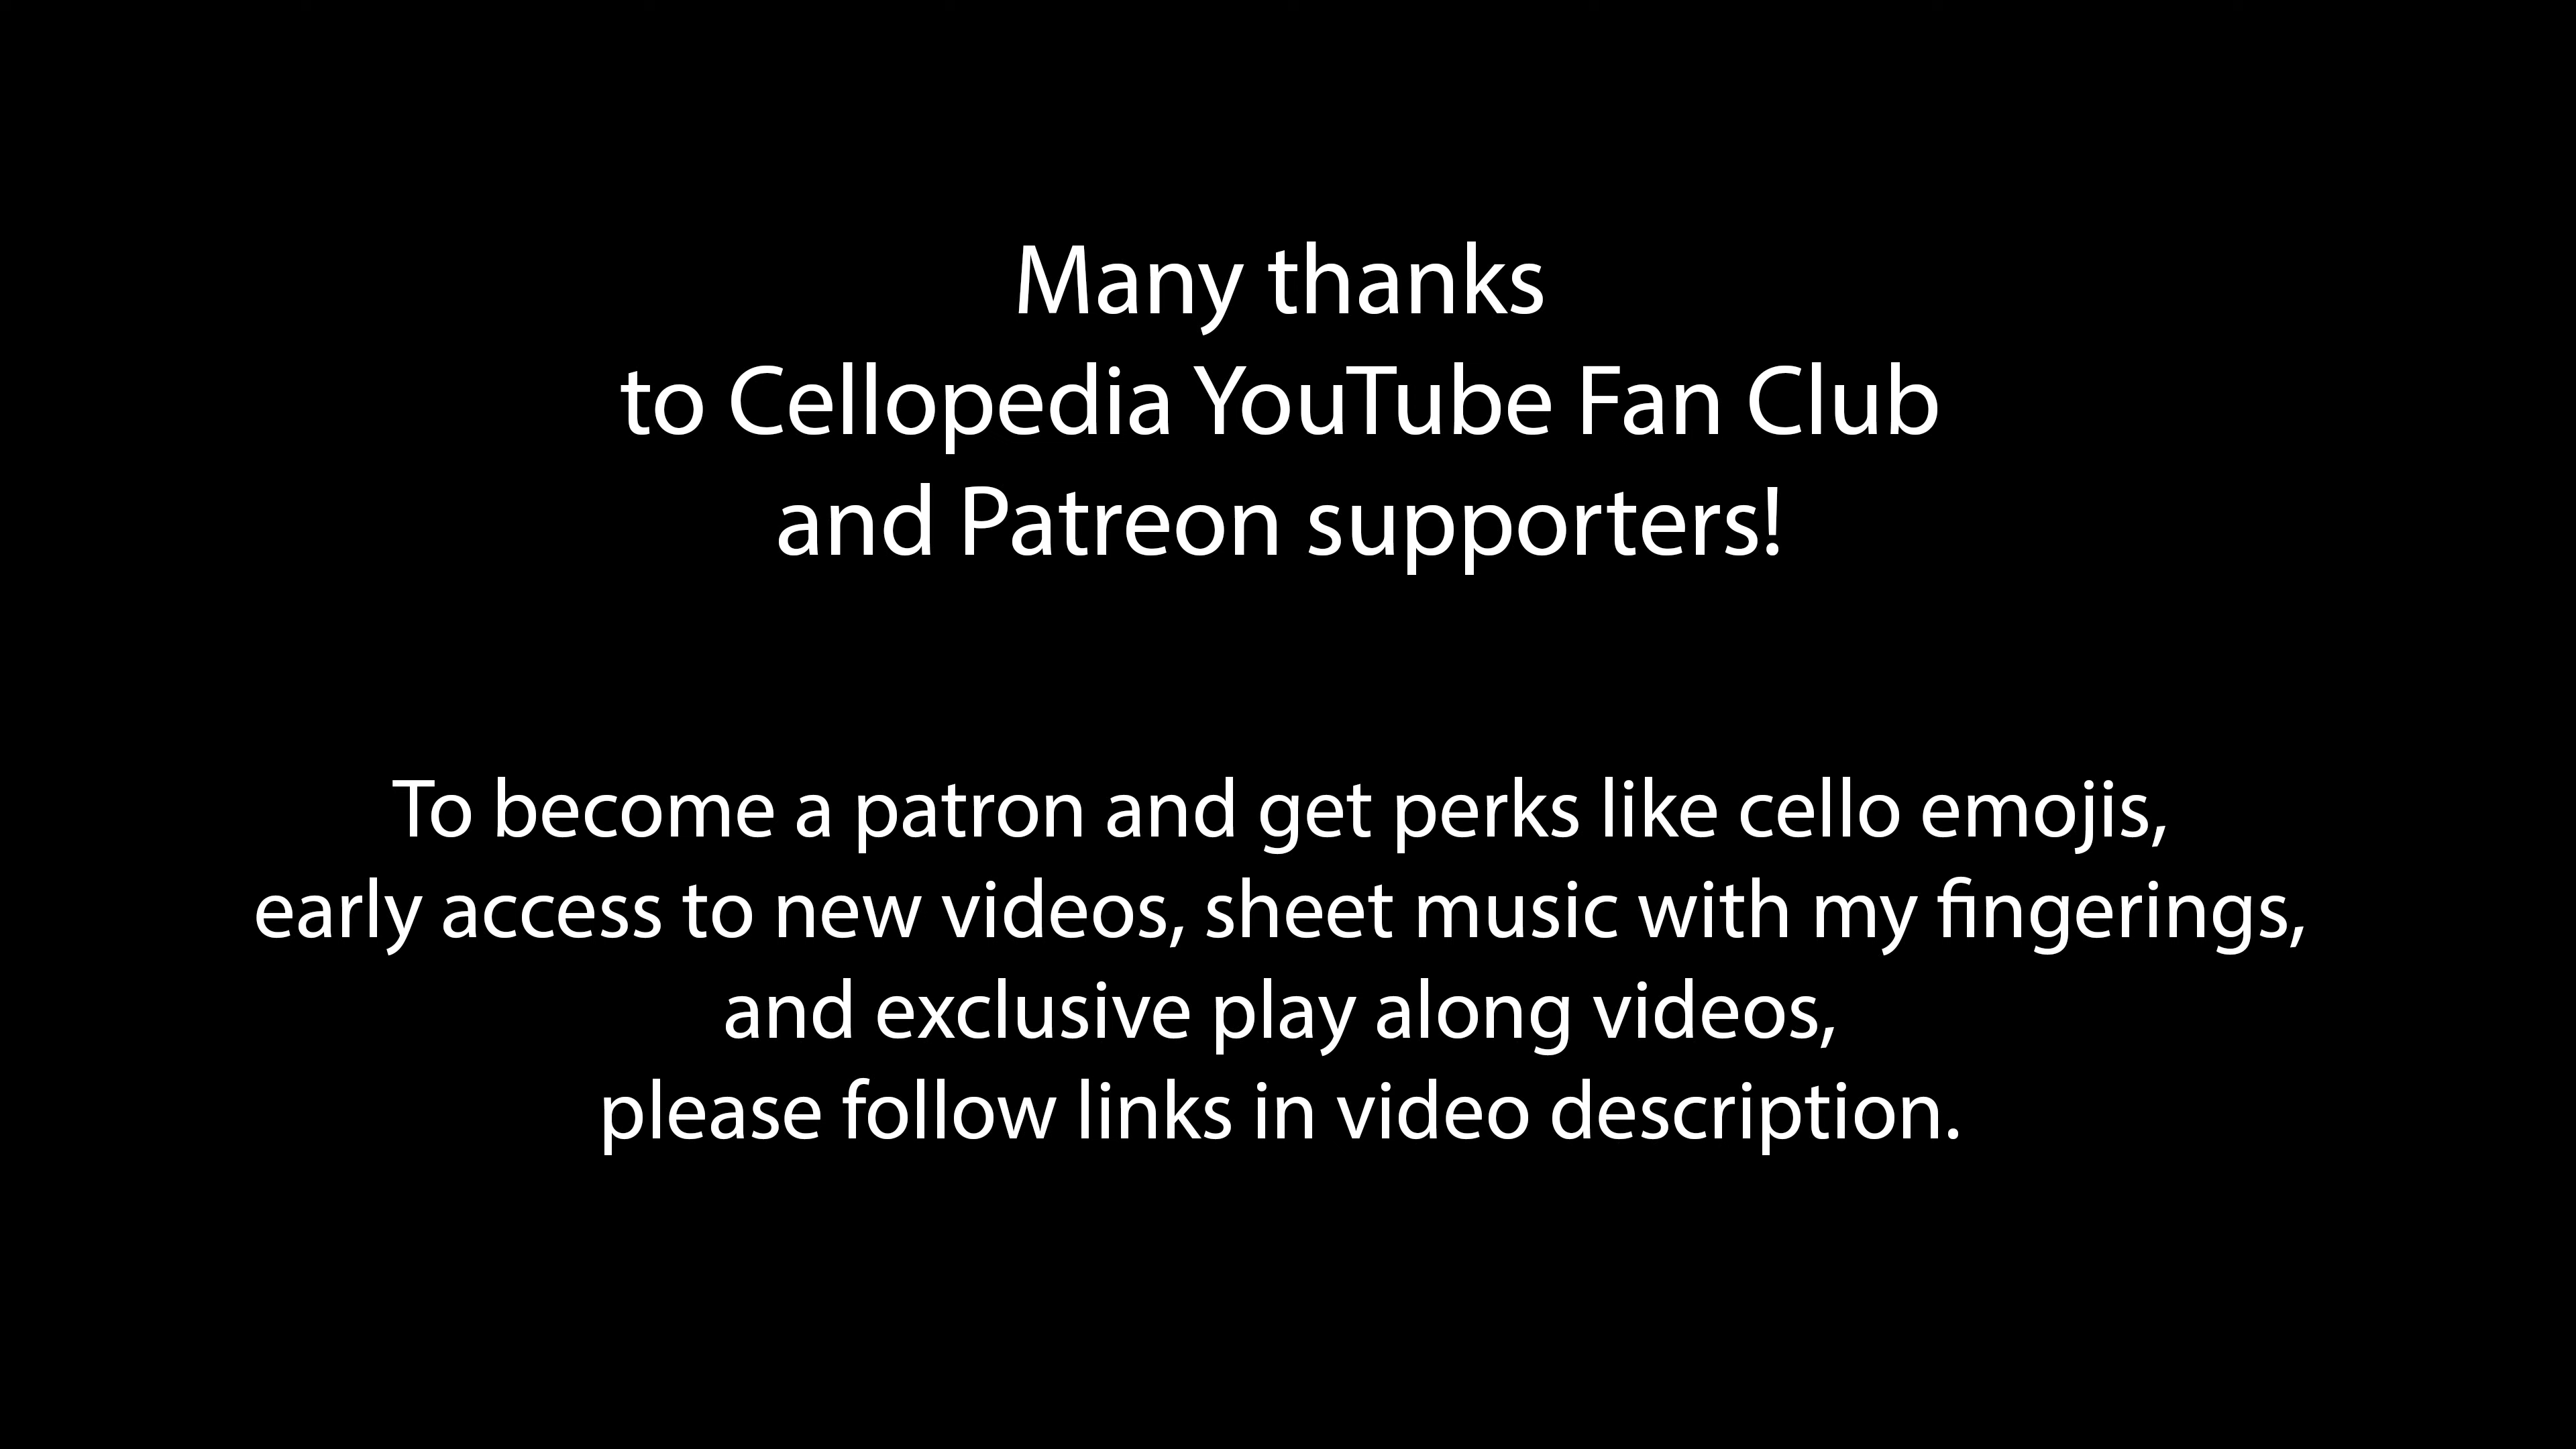 Many thanks
to Cellopedia YouTube Fan Club
and Patreon supporters!
To become a patron and get perks like cello emojis,
early access to new videos, sheet music with my fingerings,
and exclusive play along videos,
please follow links in video description.